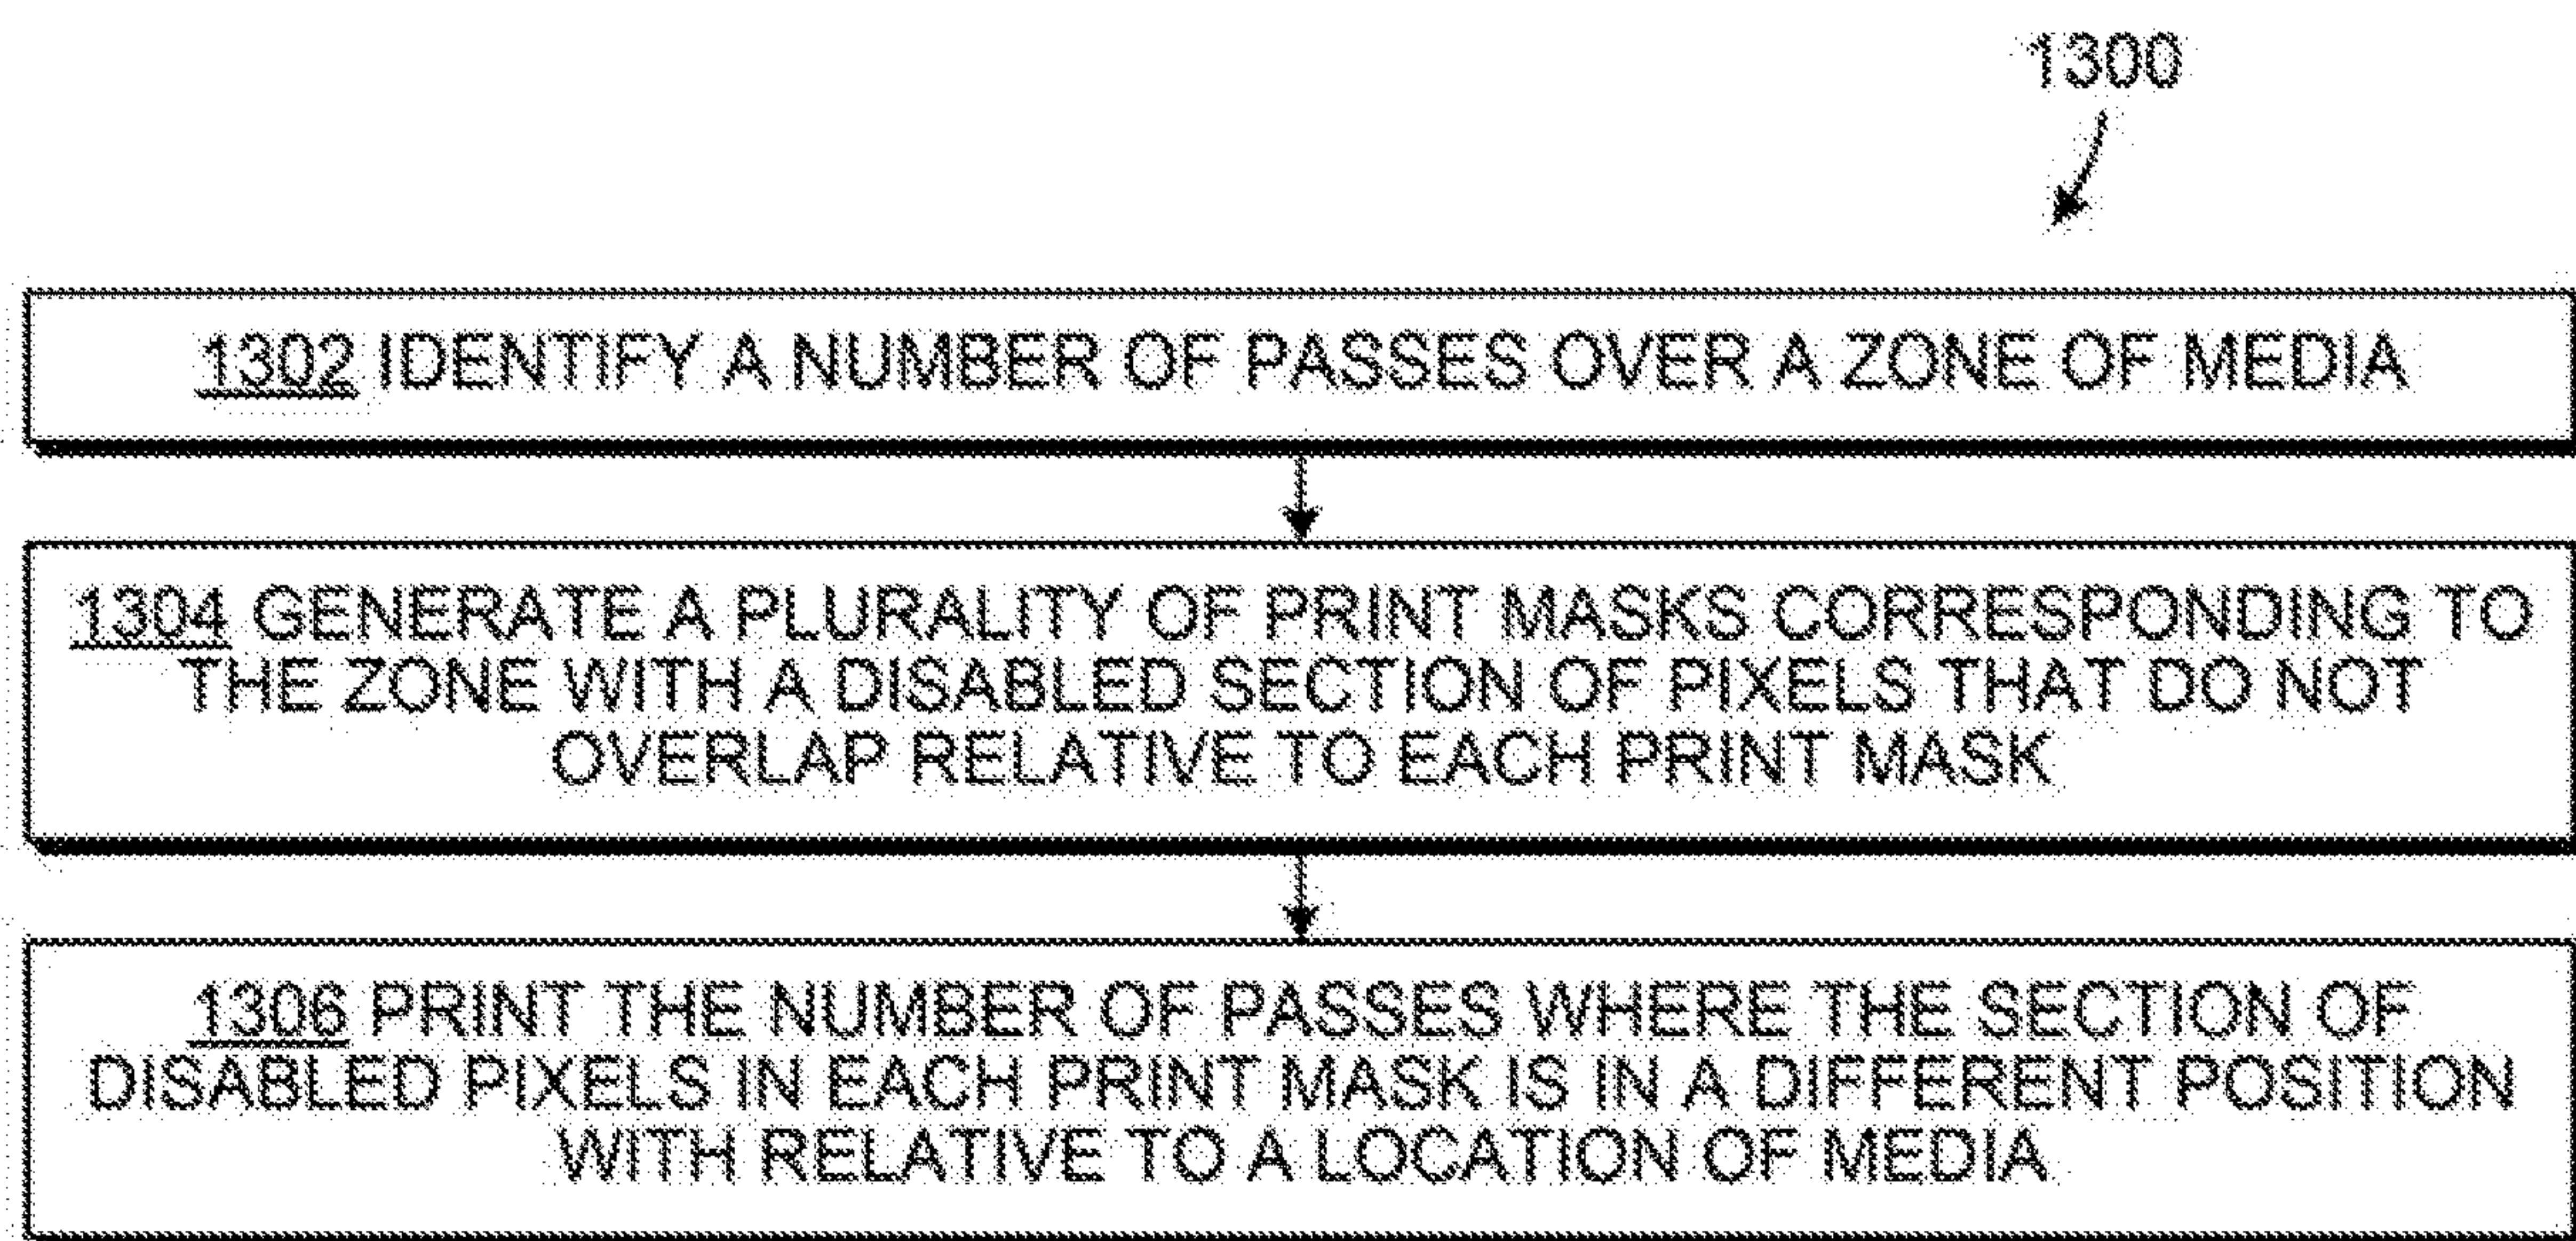 1300
1302 IDENTIFY A NUMBER OF PASSES OVER A ZONE OF MEDIA
1304 GENERATE A PLURALITY OF PRINT MASKS CORRESPONDING TO
THE ZONE WITH A DISABLED SECTION OF PIXELS THAT DO NOT
OVERLAP RELATIVE TO EACH PRINT MASK
1306 PRINT THE NUMBER OF PASSES WHERE THE SECTION OF
DISABLED PIXELS IN EACH PRINT MASK IS IN A DIFFERENT POSITION
WITH RELATIVE TO A LOCATION OF MEDIA